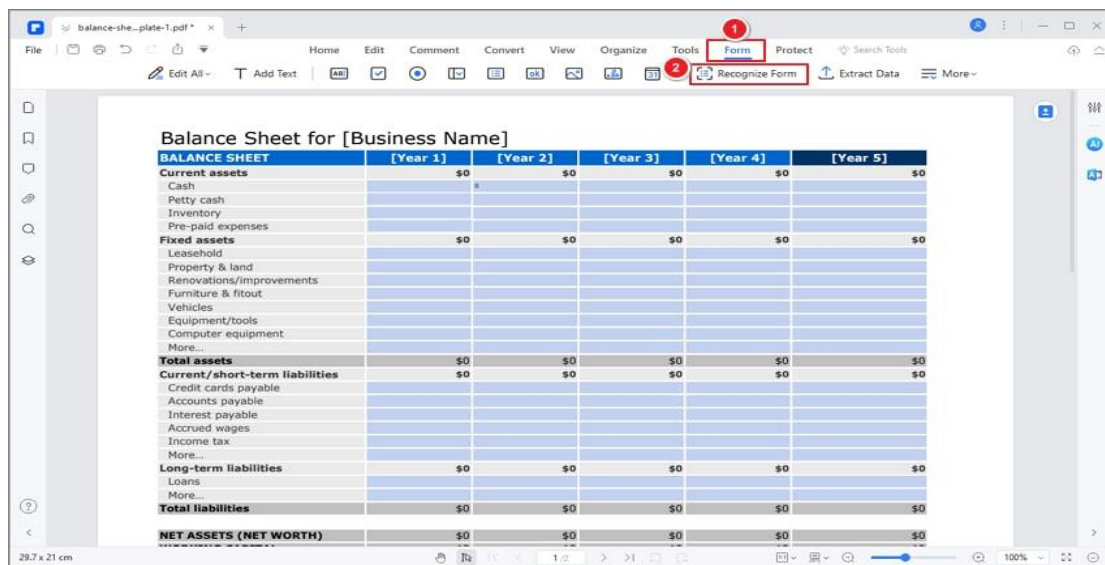 balance-she...plate-1.pdf *
File Home Edit Comment Convert View Organize Tools Form Protect Search Tools
1
Edit All Add Text AB ok 31 2 Recognize Form Extract Data More
Balance Sheet for [Business Name]
BALANCE SHEET [Year 1] [Year 2] [Year 3] [Year 4] [Year 5]
Current assets $0 $0 $0 $0 $0
Cash
Petty cash
Inventory
Pre-paid expenses
Fixed assets $0 $0 $0 $0 $0
Leasehold
Property & land
Renovations/improvements
Furniture & fitout
Vehicles
Equipment/tools
Computer equipment
More...
Total assets $0 $0 $0 $0 $0
Current/short-term liabilities $0 $0 $0 $0 $0
Credit cards payable
Accounts payable
Interest payable
Accrued wages
Income tax
More...
Long-term liabilities $0 $0 $0 $0 $0
Loans
More...
Total liabilities $0 $0 $0 $0 $0
NET ASSETS (NET WORTH) $0 $0 $0 $0 $0
29.7 x 21 cm 1 /2 100%